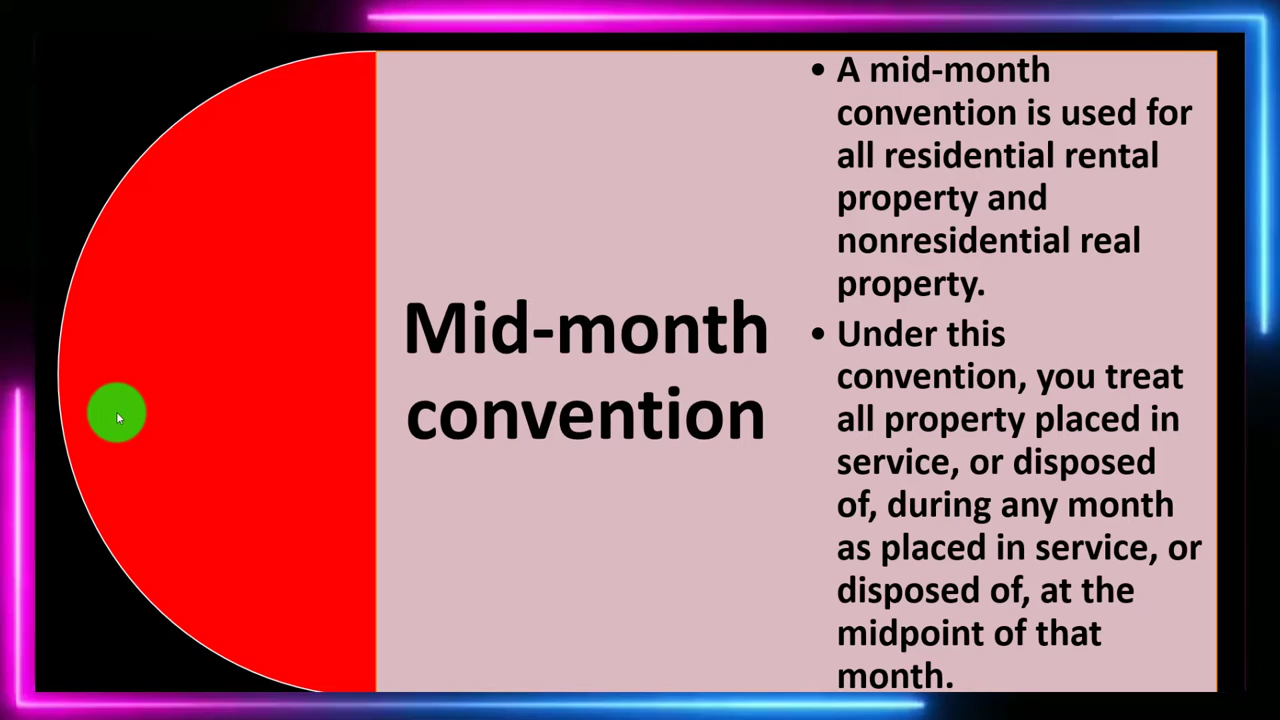 Mid-month
convention
• A mid-month
convention is used for
all residential rental
property and
nonresidential real
property.
• Under this
convention, you treat
all property placed in
service, or disposed
of, during any month
as placed in service, or
disposed of, at the
midpoint of that
month.